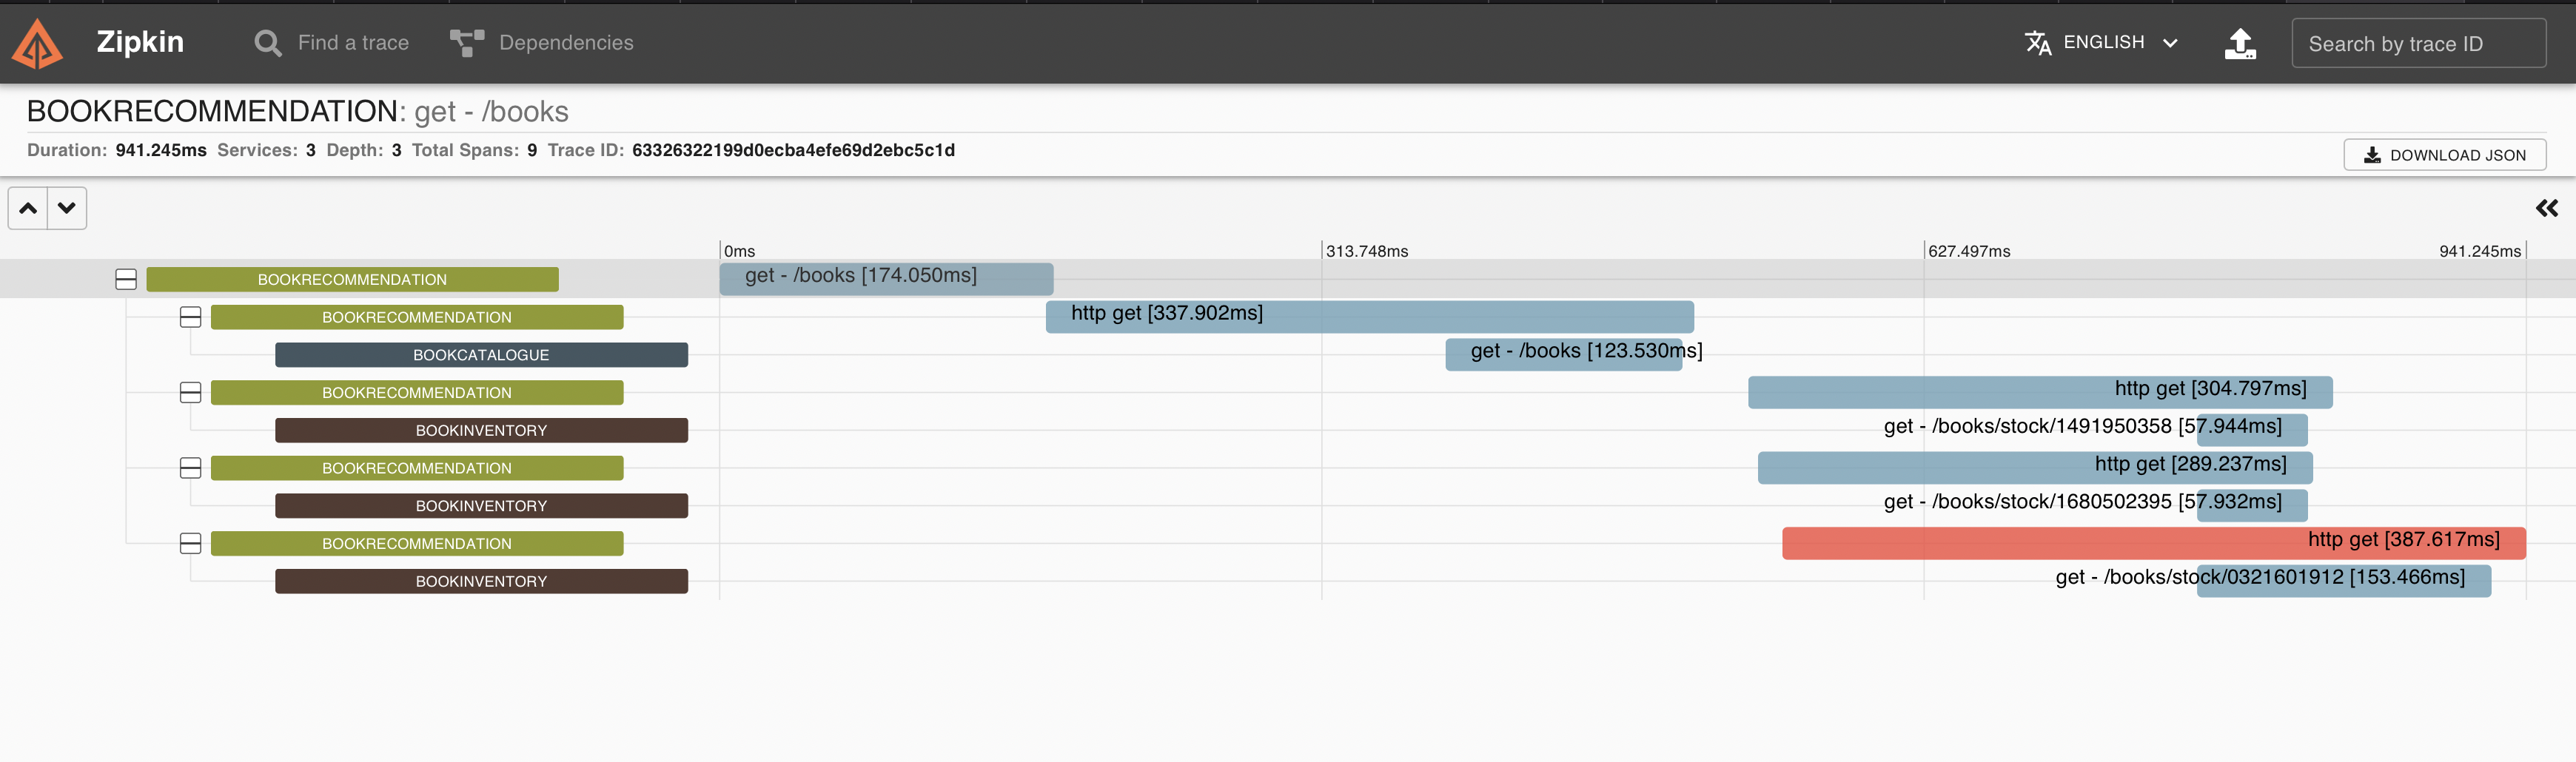 Zipkin Find a trace Dependencies ENGLISH Search by trace ID
BOOKRECOMMENDATION: get - /books
Duration: 941.245ms Services: 3 Depth: 3 Total Spans: 9 Trace ID: 63326322199d0ecba4efe69d2ebc5c1d DOWNLOAD JSON
0ms 313.748ms 627.497ms 941.245ms
BOOKRECOMMENDATION get - /books [174.050ms]
BOOKRECOMMENDATION http get [337.902ms]
BOOKCATALOGUE get - /books [123.530ms]
BOOKRECOMMENDATION http get [304.797ms]
BOOKINVENTORY get - /books/stock/1491950358 [57.944ms]
BOOKRECOMMENDATION http get [289.237ms]
BOOKINVENTORY get - /books/stock/1680502395 [57.932ms]
BOOKRECOMMENDATION http get [387.617ms]
BOOKINVENTORY get - /books/stock/0321601912 [153.466ms]